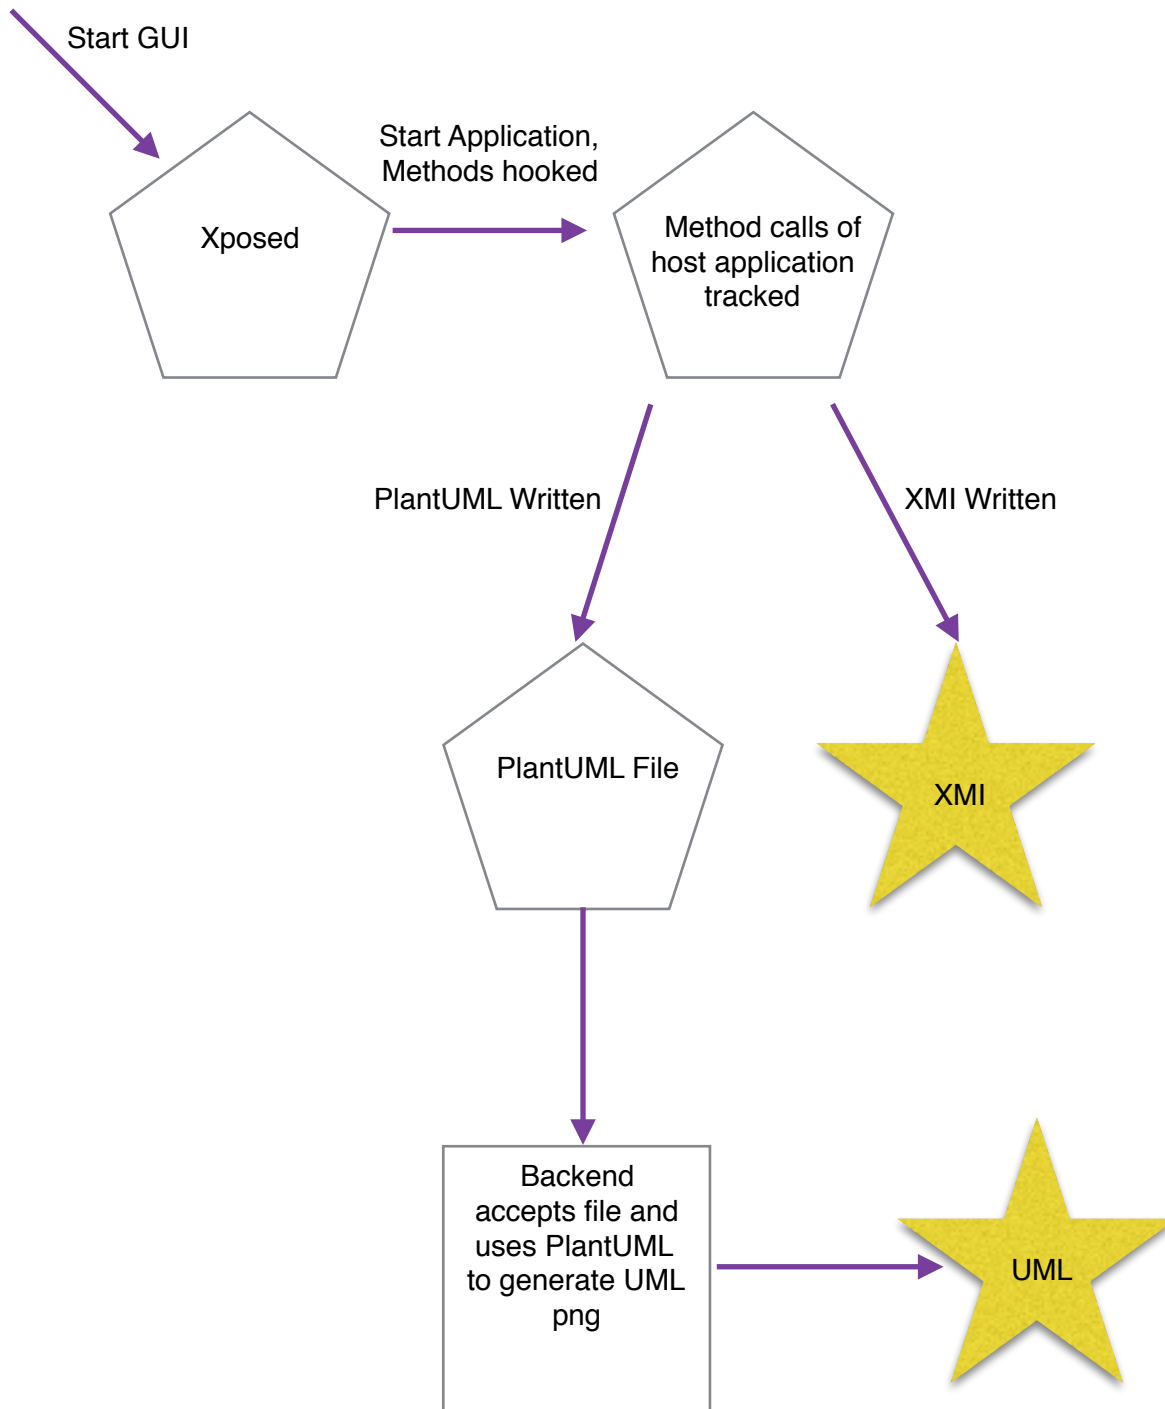 Start GUI
Start Application,
Methods hooked
Xposed
Method calls of
host application
tracked
PlantUML Written
XMI Written
PlantUML File
XMI
Backend
accepts file and
uses PlantUML
to generate UML
png
UML